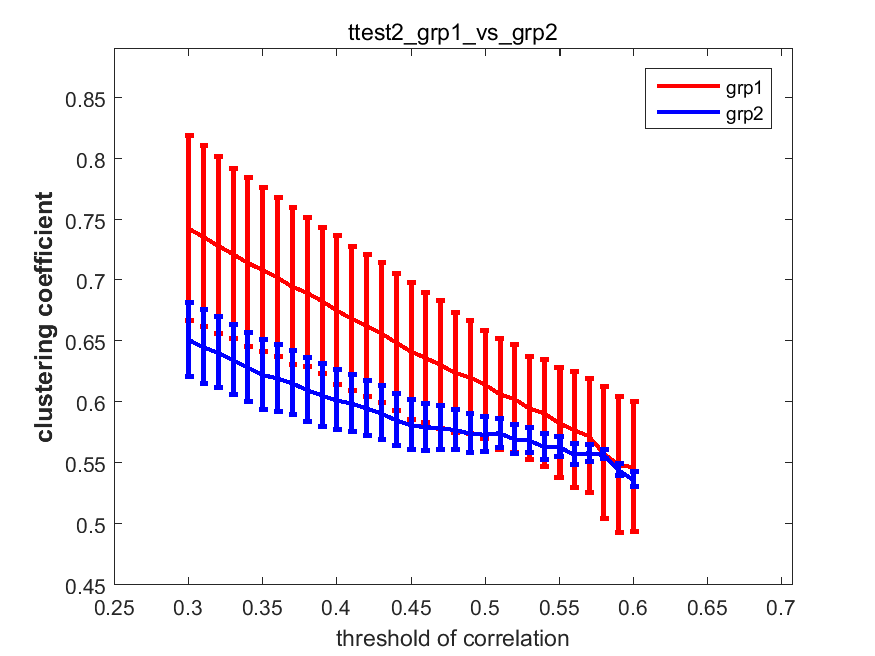 ttest2_grp1_vs_grp2
grp1
grp2
clustering coefficient
0.85
0.8
0.75
0.7
0.65
0.6
0.55
0.5
0.45
0.25 0.3 0.35 0.4 0.45 0.5 0.55 0.6 0.65 0.7
threshold of correlation